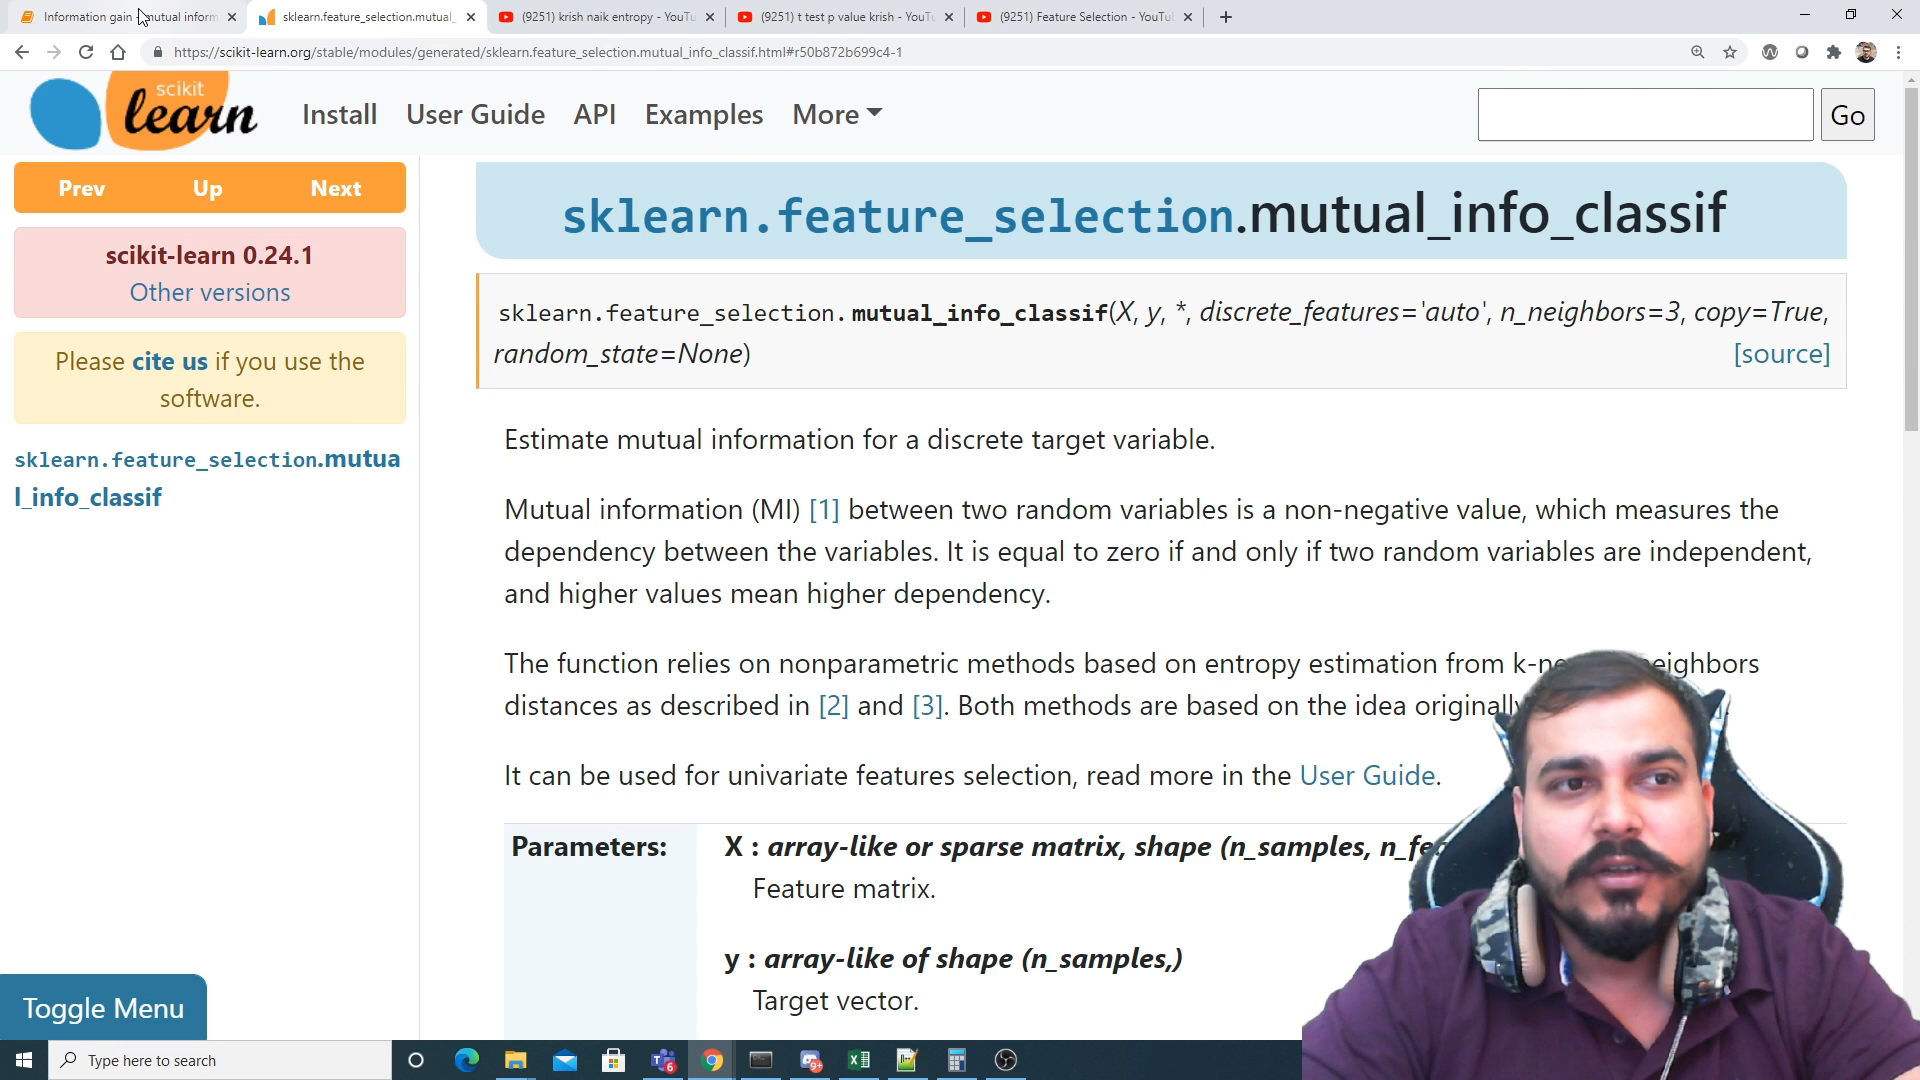 Information gain - mutual inform
sklearn.feature_selection.mutual_
(9251) krish naik entropy - YouTu
(9251) t test p value krish - YouTu
(9251) Feature Selection - YouTu
https://scikit-learn.org/stable/modules/generated/sklearn.feature_selection.mutual_info_classif.html#r50b872b699c4-1
scikit
learn
Install User Guide API Examples More
Go
Prev Up Next
scikit-learn 0.24.1
Other versions
Please cite us if you use the
software.
sklearn.feature_selection.mutua
l_info_classif
Toggle Menu
sklearn.feature_selection.mutual_info_classif
sklearn.feature_selection.mutual_info_classif(X, y, *, discrete_features='auto', n_neighbors=3, copy=True,
random_state=None) [source]
Estimate mutual information for a discrete target variable.
Mutual information (MI) [1] between two random variables is a non-negative value, which measures the
dependency between the variables. It is equal to zero if and only if two random variables are independent,
and higher values mean higher dependency.
The function relies on nonparametric methods based on entropy estimation from k-ne eighbors
distances as described in [2] and [3]. Both methods are based on the idea originally
It can be used for univariate features selection, read more in the User Guide.
Parameters:
X : array-like or sparse matrix, shape (n_samples, n_fe
Feature matrix.
y : array-like of shape (n_samples,)
Target vector.
Type here to search
6
9+